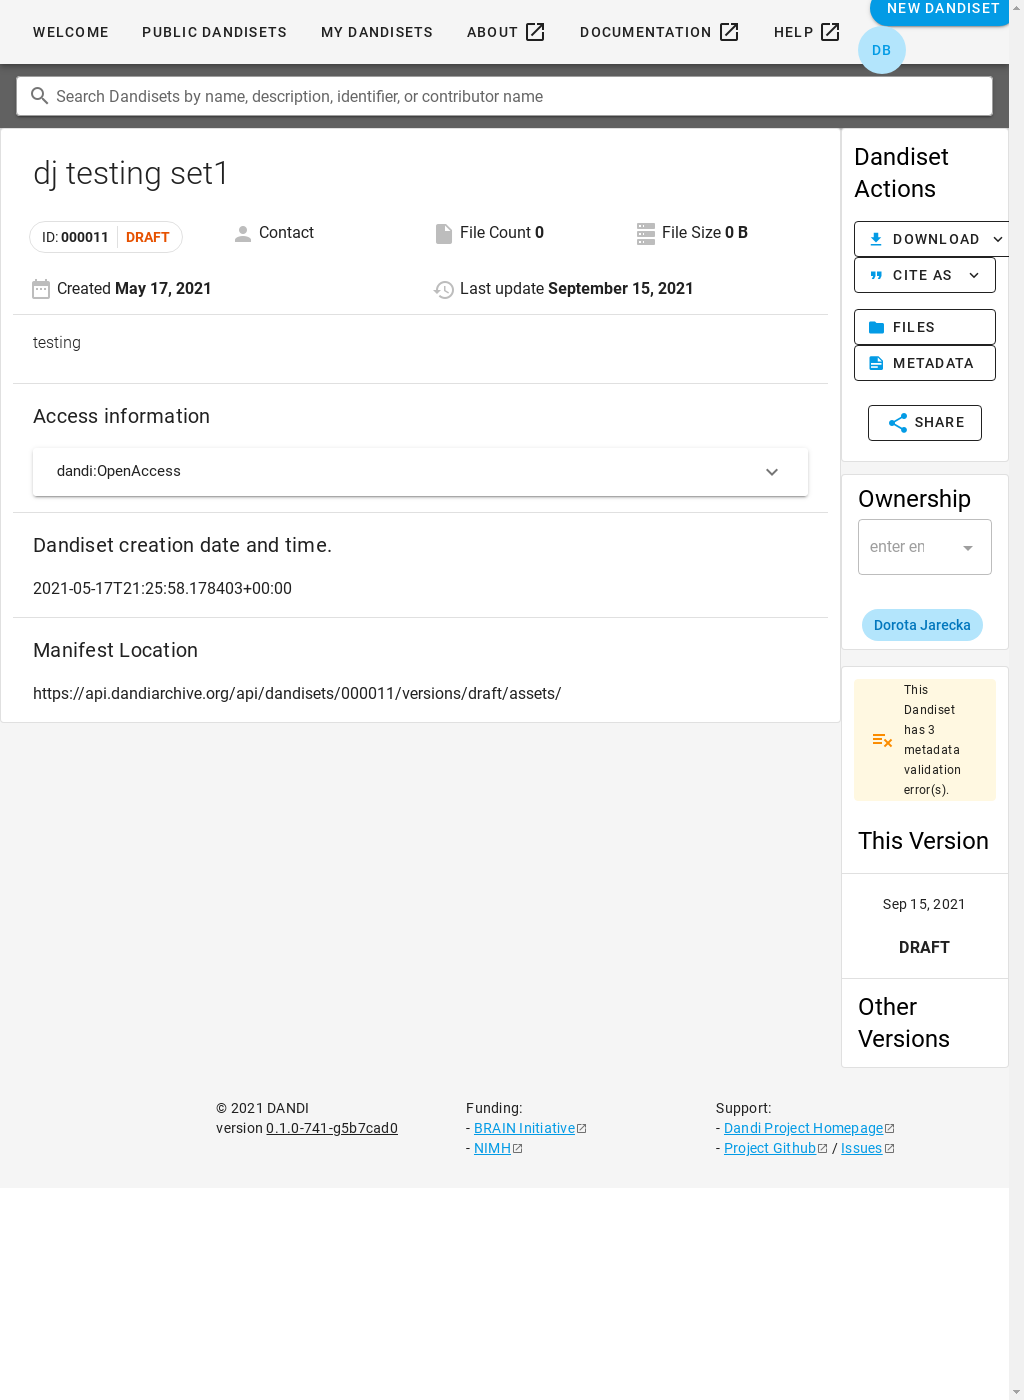 WELCOME PUBLIC DANDISETS MY DANDISETS ABOUT DOCUMENTATION HELP NEW DANDISET
DB
Search Dandisets by name, description, identifier, or contributor name
dj testing set1
ID: 000011 DRAFT Contact File Count 0 File Size 0 B
Created May 17, 2021 Last update September 15, 2021
testing
Access information
dandi:OpenAccess
Dandiset creation date and time.
2021-05-17T21:25:58.178403+00:00
Manifest Location
https://api.dandiarchive.org/api/dandisets/000011/versions/draft/assets/
Dandiset
Actions
DOWNLOAD
CITE AS
FILES
METADATA
SHARE
Ownership
enter en
Dorota Jarecka
This
Dandiset
has 3
metadata
validation
error(s).
This Version
Sep 15, 2021
DRAFT
Other
Versions
© 2021 DANDI
version 0.1.0-741-g5b7cad0
Funding:
- BRAIN Initiative
- NIMH
Support:
- Dandi Project Homepage
- Project Github / Issues